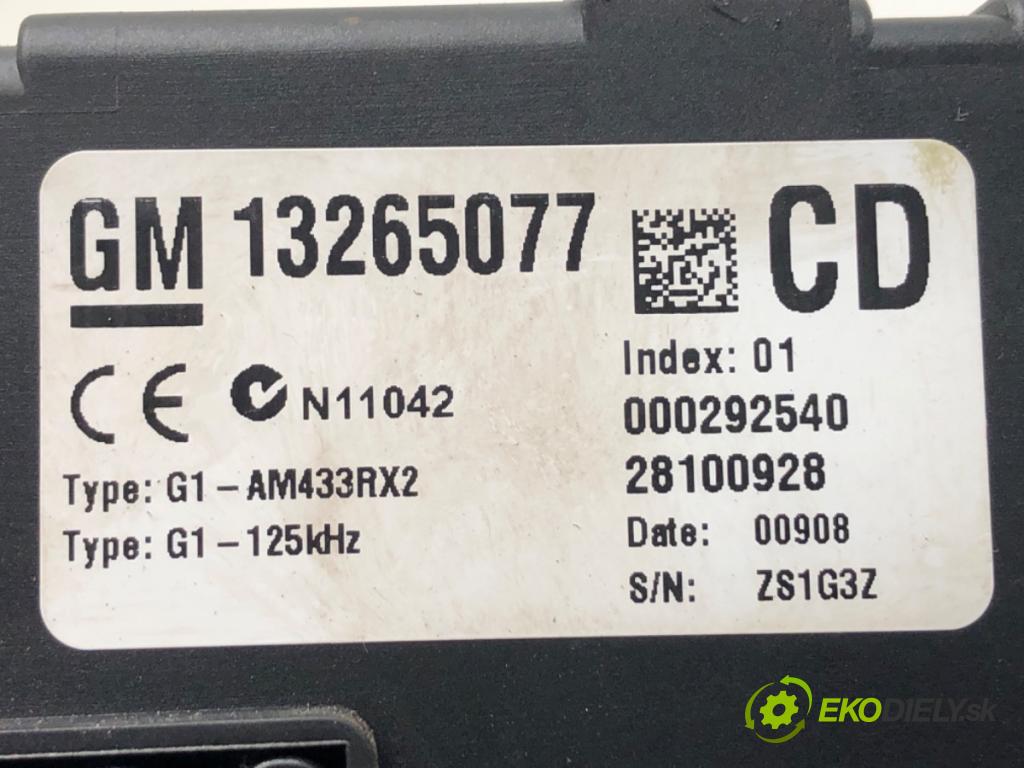 GM 13265077 CD
CE N11042
Type: G1-AM433RX2
Type: G1-125kHz
Index: 01
000292540
28100928
Date: 00908
S/N: ZS1G3Z
EKODIELY.sk